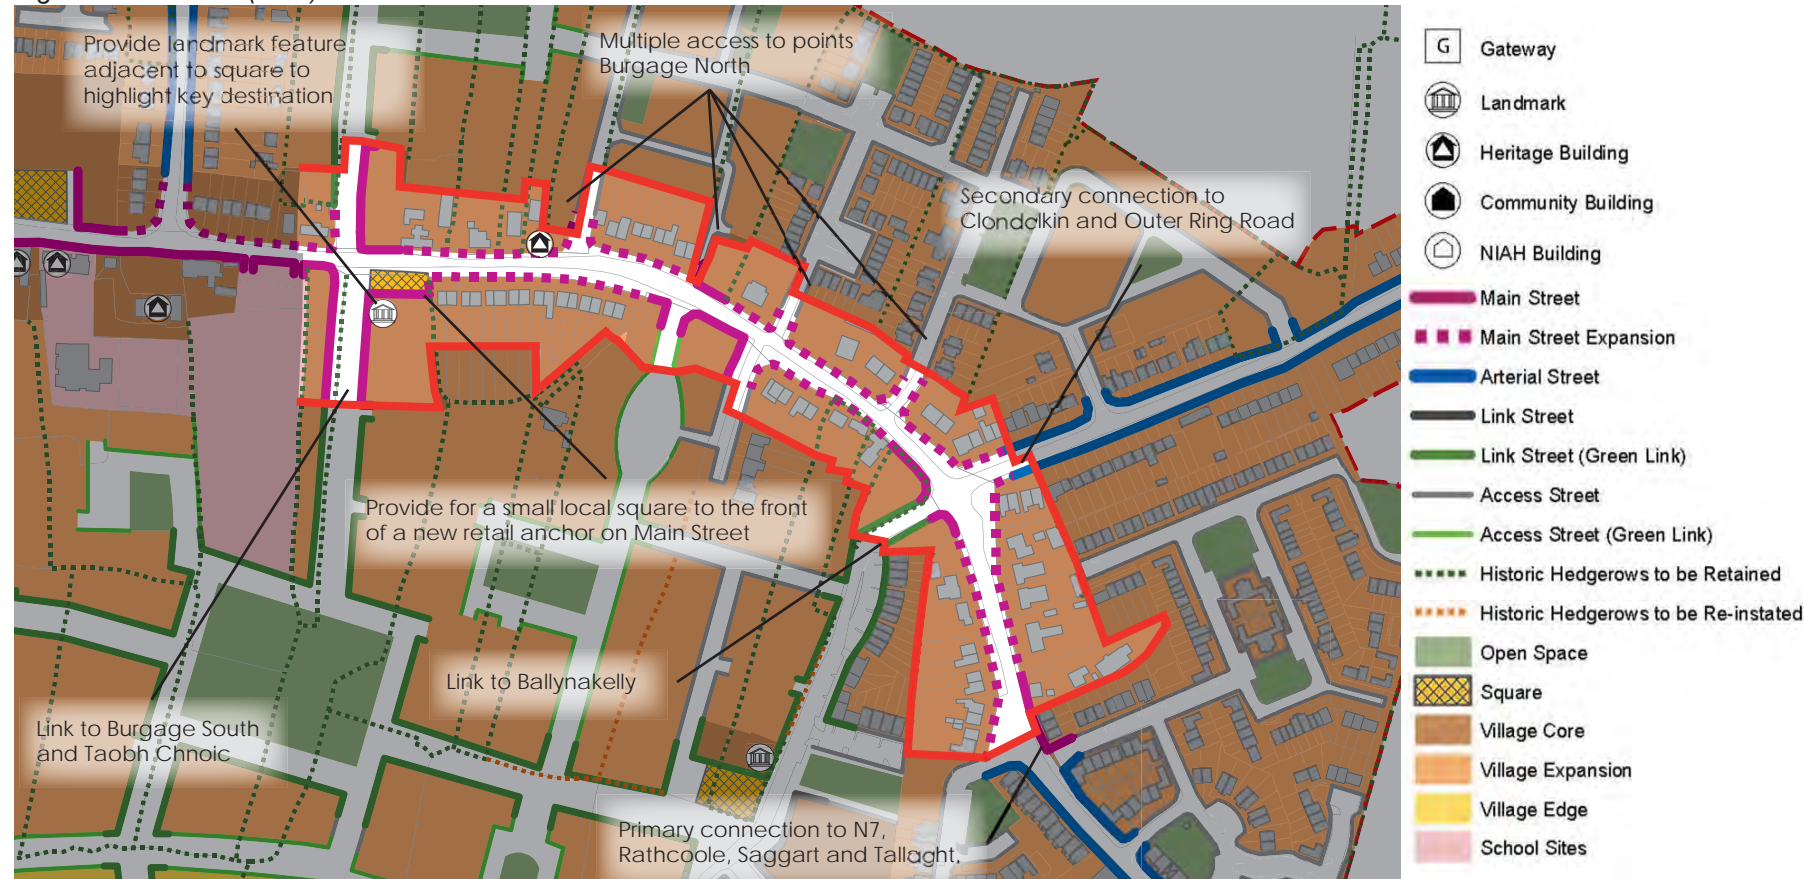 Provide landmark feature
adjacent to square to
highlight key destination
Multiple access to points
Burgage North
Secondary connection to
Clondalkin and Outer Ring Road
Provide for a small local square to the front
of a new retail anchor on Main Street
Link to Ballynakelly
Link to Burgage South
and Taobh Chnoic
Primary connection to N7,
Rathcoole, Saggart and Tallaght.
G Gateway
Landmark
Heritage Building
Community Building
NIAH Building
Main Street
Main Street Expansion
Arterial Street
Link Street
Link Street (Green Link)
Access Street
Access Street (Green Link)
Historic Hedgerows to be Retained
Historic Hedgerows to be Re-instated
Open Space
Square
Village Core
Village Expansion
Village Edge
School Sites